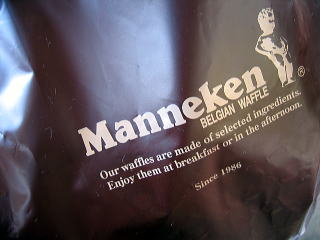 Manneken®
BELGIAN WAFFLE
Our waffles are made of selected ingredients.
Enjoy them at breakfast or in the afternoon.
Since 1986